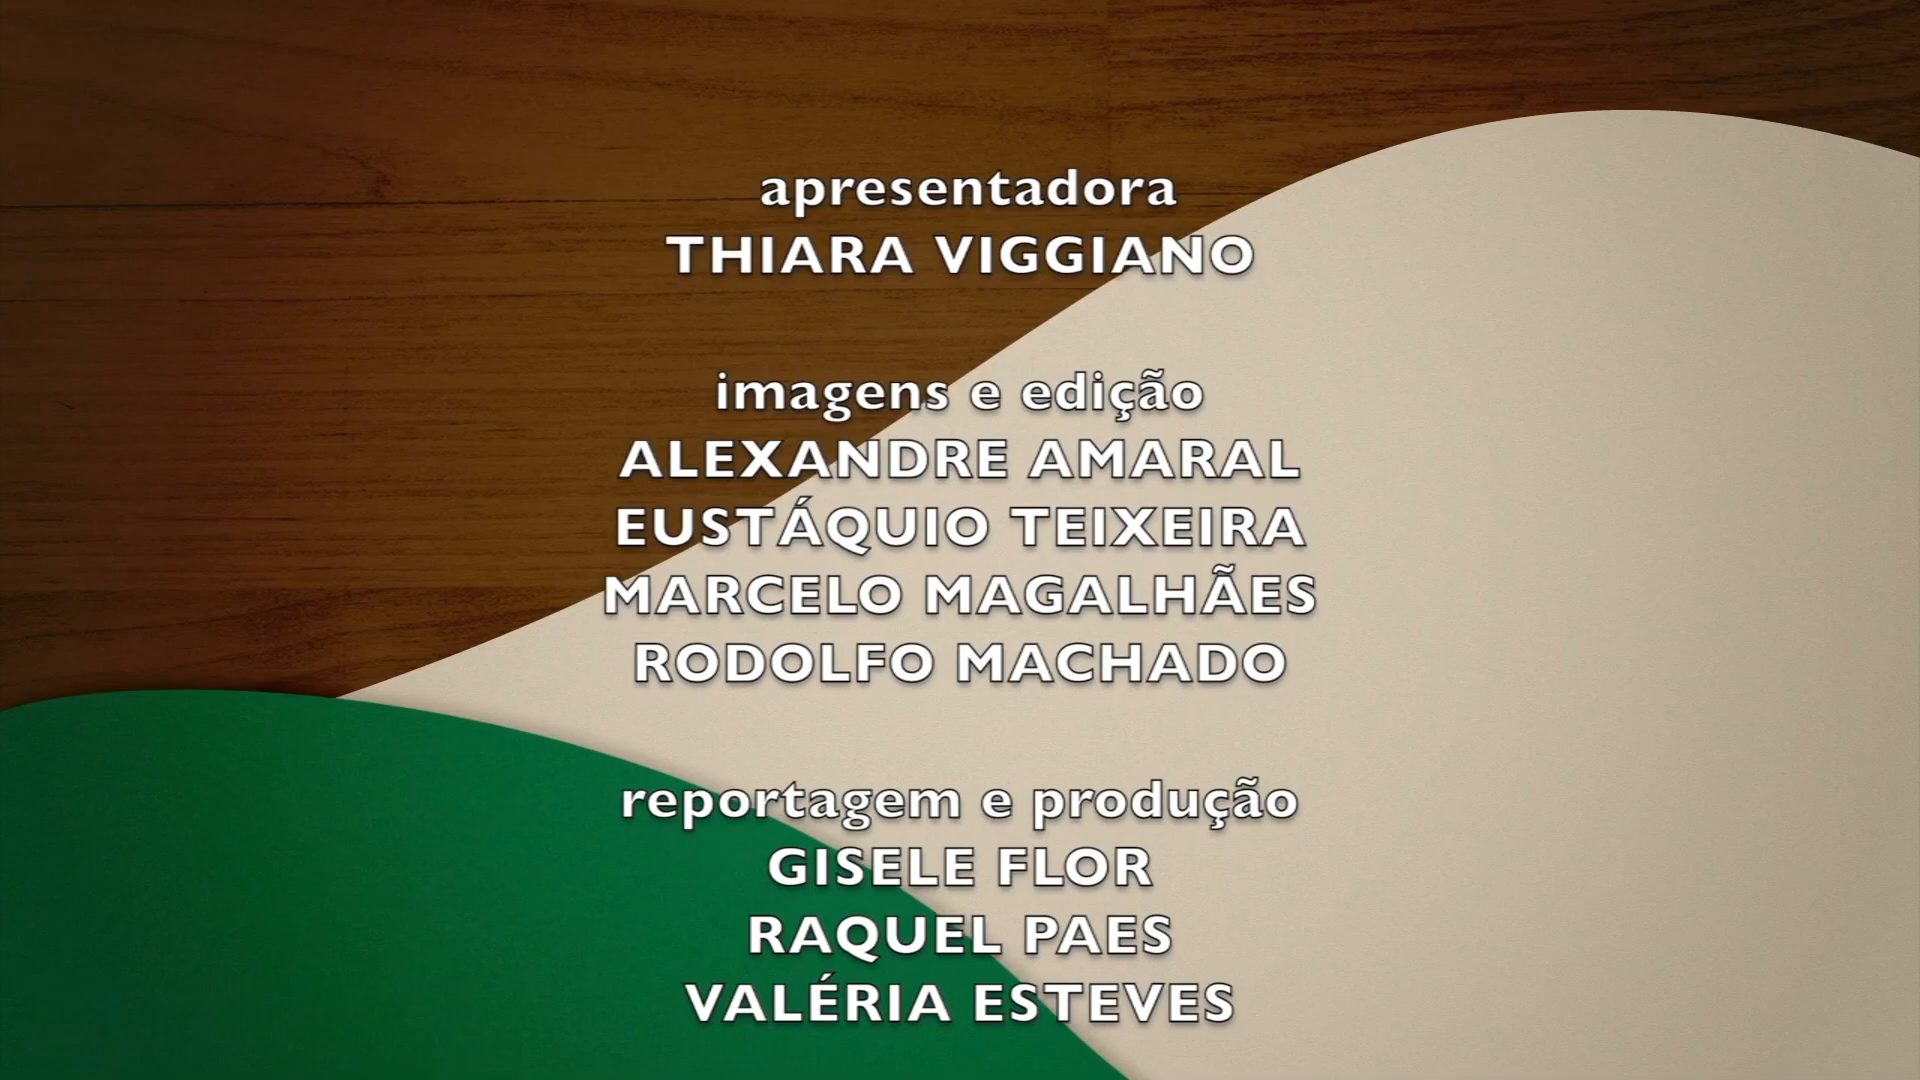 apresentadora
THIARA VIGGIANO
imagens e edição
ALEXANDRE AMARAL
EUSTÁQUIO TEIXEIRA
MARCELO MAGALHÃES
RODOLFO MACHADO
reportagem e produção
GISELE FLOR
RAQUEL PAES
VALÉRIA ESTEVES